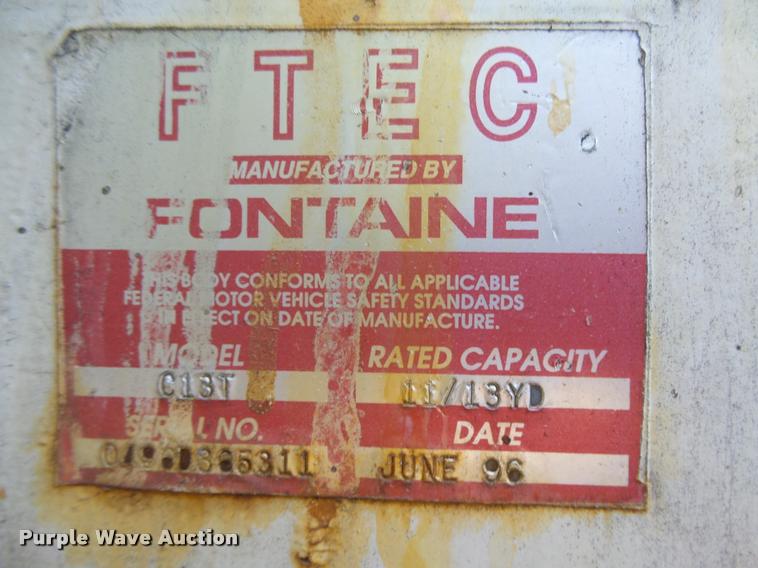 FTEC
MANUFACTURED BY
FONTAINE
THIS BODY CONFORMS TO ALL APPLICABLE
FEDERAL MOTOR VEHICLE SAFETY STANDARDS
IN EFFECT ON DATE OF MANUFACTURE.
MODEL RATED CAPACITY
C13T 11/13YD
SERIAL NO. DATE
JUNE 96
Purple Wave Auction